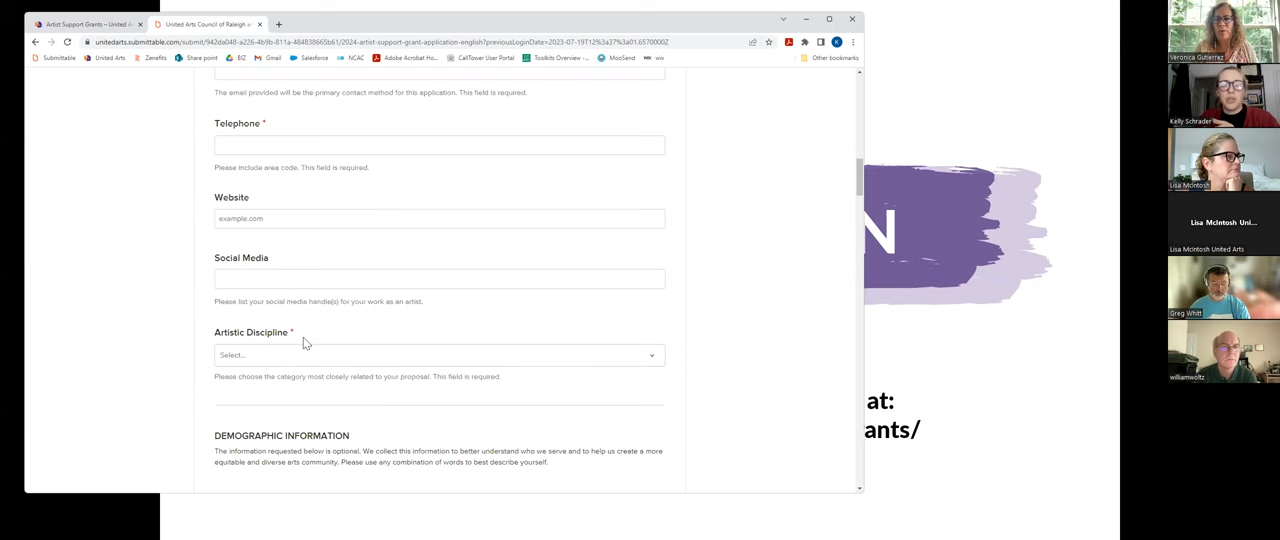 Artist Support Grants – United A
United Arts Council of Raleigh a
unitedarts.submittable.com/submit/942da048-a226-4b9b-811a-484838665b61/2024-artist-support-grant-application-english?previousLoginDate=2023-07-19T12%3k37%3a01.6570000Z
Submittable United Arts Zenefits Share point BIZ Gmail Salesforce NCAC Adobe Acrobat Ho... CallTower User Portal Toolkits Overview -... MooSend wix Other bookmarks
The email provided will be the primary contact method for this application. This field is required.
Telephone *
Please include area code. This field is required.
Website
example.com
Social Media
Please list your social media handle(s) for your work as an artist.
Artistic Discipline *
Select...
Please choose the category most closely related to your proposal. This field is required.
DEMOGRAPHIC INFORMATION
The information requested below is optional. We collect this information to better understand who we serve and to help us create a more
equitable and diverse arts community. Please use any combination of words to best describe yourself.
N
at:
rants/
Veronica Gutierrez
Kelly Schrader
Lisa McIntosh
Lisa McIntosh Uni...
Lisa McIntosh United Arts
Greg Whitt
williamwoltz